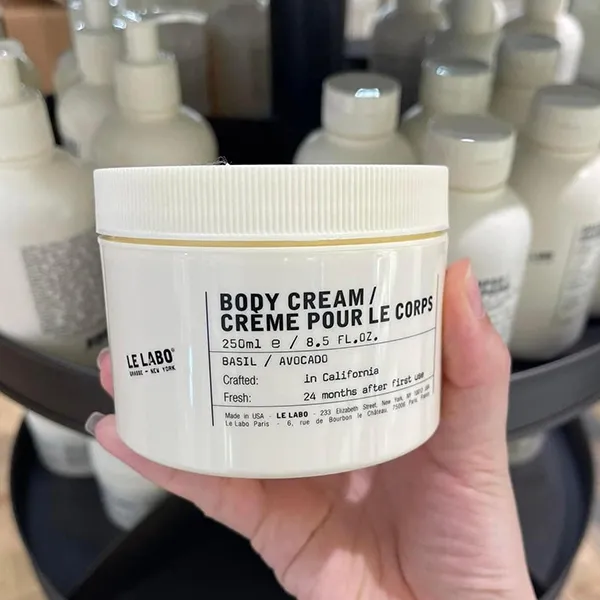 BODY CREAM /
CRÈME POUR LE CORPS
250ml e / 8.5 FL.OZ.
BASIL / AVOCADO
Crafted: in California
Fresh: 24 months after first use
LE LABO®
GRASSE - NEW YORK
Made in USA - LE LABO - 233 Elizabeth Street, New York, NY 10012 USA
Le Labo Paris - 6, rue de Bourbon le Château, 75006 Paris, France